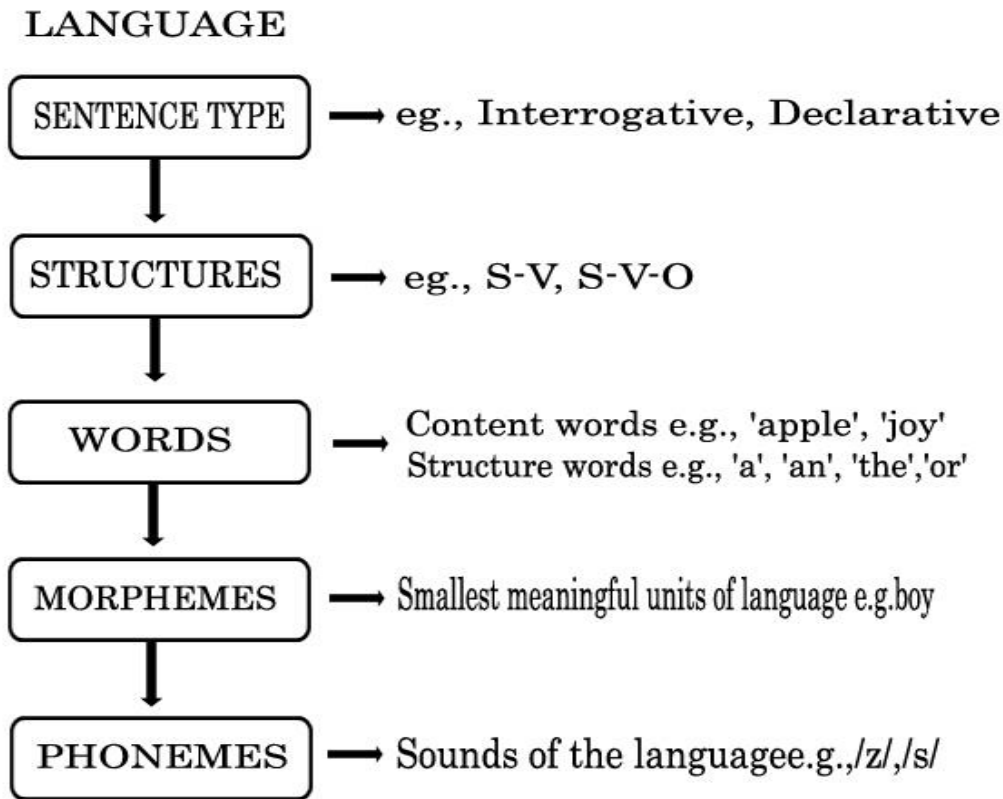 LANGUAGE
SENTENCE TYPE
eg., Interrogative, Declarative
STRUCTURES
eg., S-V, S-V-O
WORDS
Content words e.g., 'apple', 'joy'
Structure words e.g., 'a', 'an', 'the','or'
MORPHEMES
Smallest meaningful units of language e.g.boy
PHONEMES
Sounds of the languagee.g.,/z/,/s/